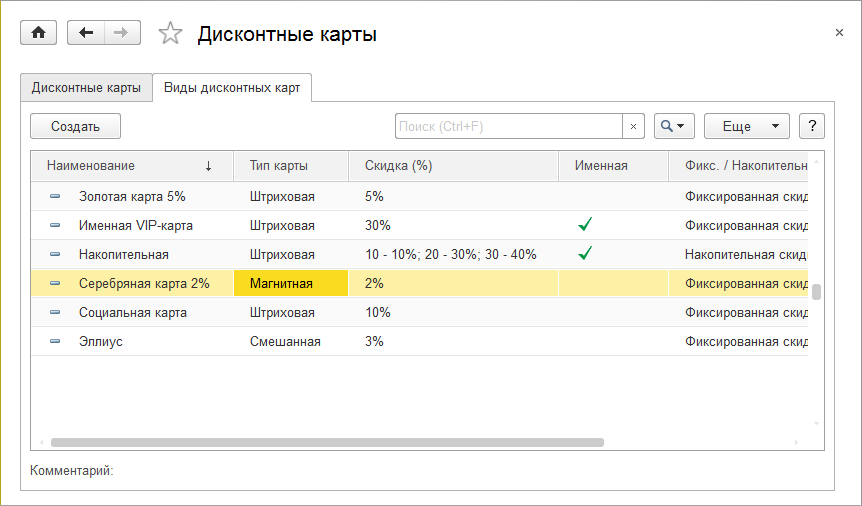 Дисконтные карты
Дисконтные карты Виды дисконтных карт
Создать Поиск (Ctrl+F) × Еще ?
Наименование ↓ Тип карты Скидка (%) Именная Фикс. / Накопительн
Золотая карта 5% Штриховая 5% Фиксированная скид
Именная VIP-карта Штриховая 30% Фиксированная скид
Накопительная Штриховая 10 - 10%; 20 - 30%; 30 - 40% Накопительная скид
Серебряная карта 2% Магнитная 2% Фиксированная скид
Социальная карта Штриховая 10% Фиксированная скид
Эллиус Смешанная 3% Фиксированная скид
Комментарий: